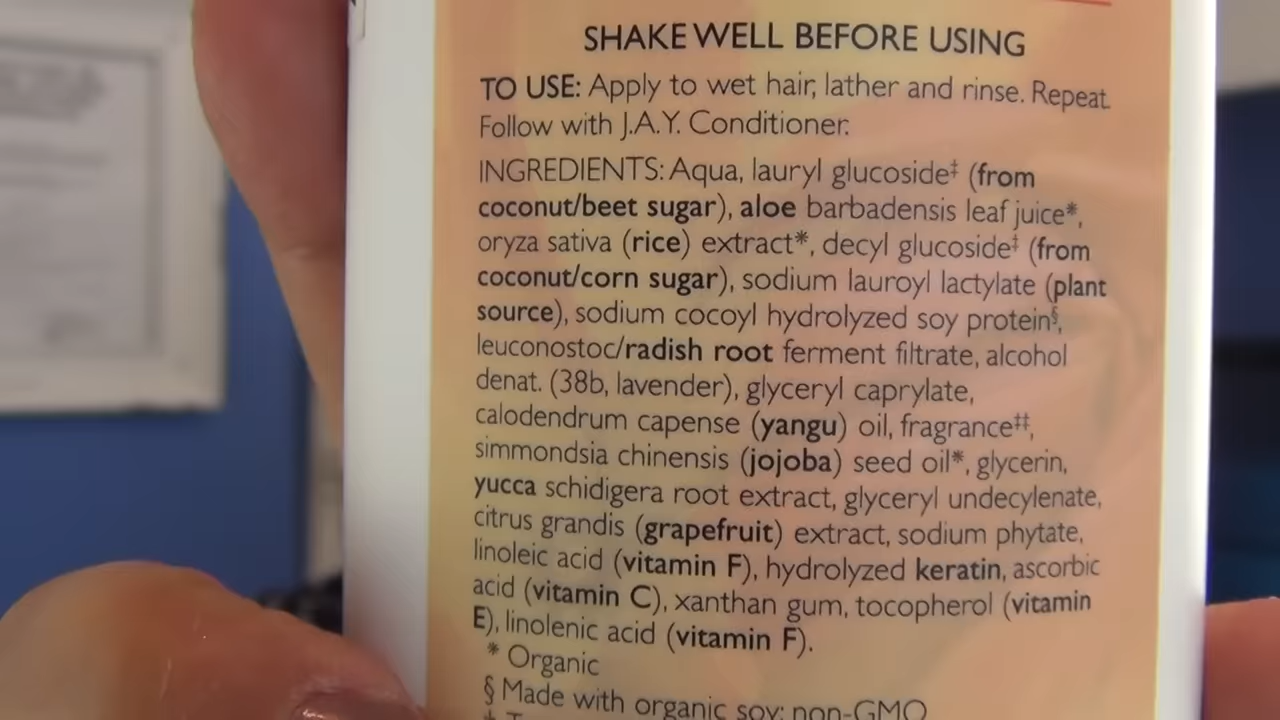 SHAKE WELL BEFORE USING
TO USE: Apply to wet hair, lather and rinse. Repeat.
Follow with J.A.Y. Conditioner.
INGREDIENTS: Aqua, lauryl glucoside‡ (from
coconut/beet sugar), aloe barbadensis leaf juice*,
oryza sativa (rice) extract*, decyl glucoside‡ (from
coconut/corn sugar), sodium lauroyl lactylate (plant
source), sodium cocoyl hydrolyzed soy protein§,
leuconostoc/radish root ferment filtrate, alcohol
denat. (38b, lavender), glyceryl caprylate,
calodendrum capense (yangu) oil, fragrance‡‡,
simmondsia chinensis (jojoba) seed oil*, glycerin,
yucca schidigera root extract, glyceryl undecylenate,
citrus grandis (grapefruit) extract, sodium phytate,
linoleic acid (vitamin F), hydrolyzed keratin, ascorbic
acid (vitamin C), xanthan gum, tocopherol (vitamin
E), linolenic acid (vitamin F).
* Organic
§ Made with organic soy; non-GMO